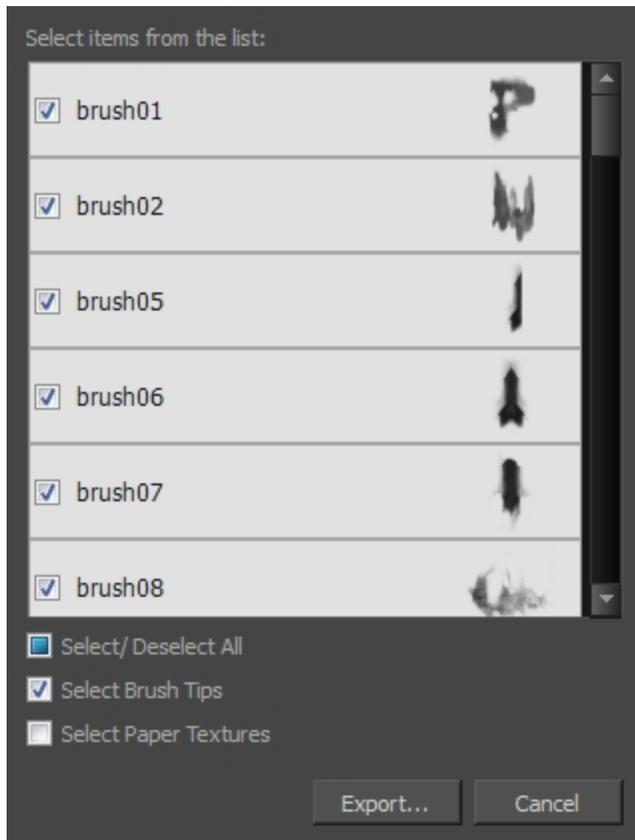 Select items from the list:
brush01
brush02
brush05
brush06
brush07
brush08
Select/ Deselect All
Select Brush Tips
Select Paper Textures
Export... Cancel